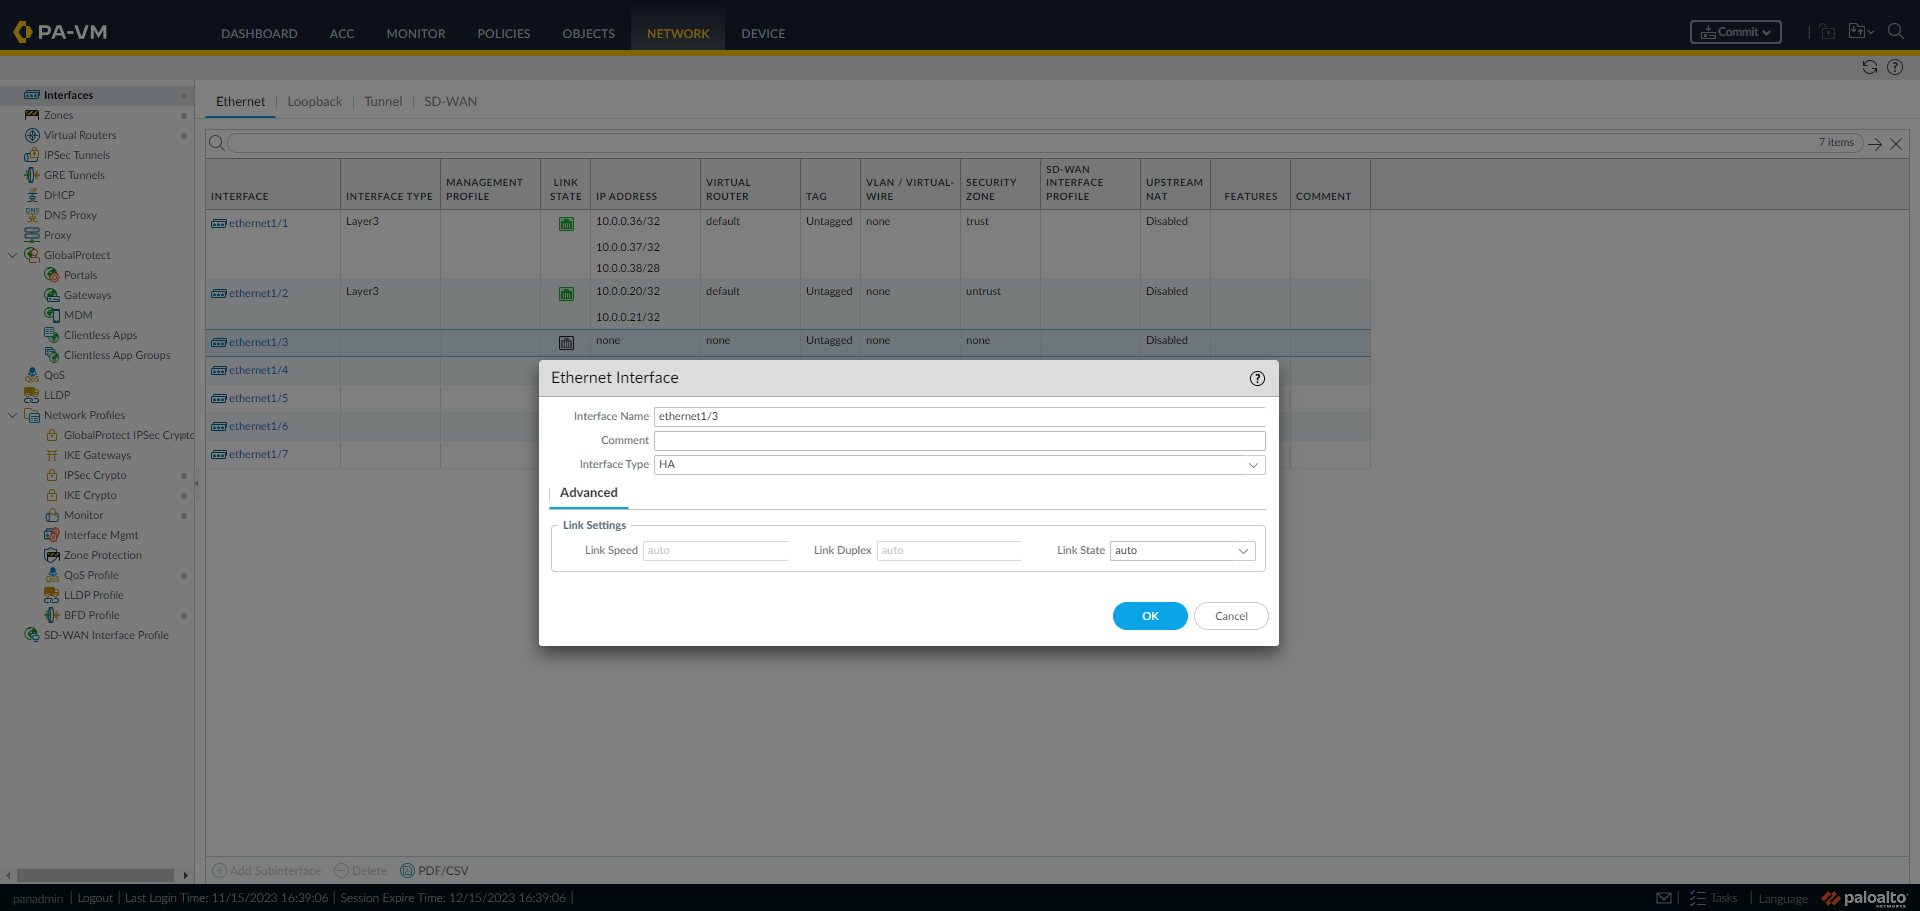 PA-VM
DASHBOARD ACC MONITOR POLICIES OBJECTS NETWORK DEVICE
Commit
Interfaces
Zones
Virtual Routers
IPSec Tunnels
GRE Tunnels
DHCP
DNS Proxy
Proxy
GlobalProtect
Portals
Gateways
MDM
Clientless Apps
Clientless App Groups
QoS
LLDP
Network Profiles
GlobalProtect IPSec Crypto
IKE Gateways
IPSec Crypto
IKE Crypto
Monitor
Interface Mgmt
Zone Protection
QoS Profile
LLDP Profile
BFD Profile
SD-WAN Interface Profile
Ethernet Loopback Tunnel SD-WAN
7 items
INTERFACE INTERFACE TYPE MANAGEMENT PROFILE LINK STATE IP ADDRESS VIRTUAL ROUTER TAG VLAN / VIRTUAL-WIRE SECURITY ZONE SD-WAN INTERFACE PROFILE UPSTREAM NAT FEATURES COMMENT
ethernet1/1 Layer3 10.0.0.36/32 default Untagged none trust Disabled
10.0.0.37/32
10.0.0.38/28
ethernet1/2 Layer3 10.0.0.20/32 default Untagged none untrust Disabled
10.0.0.21/32
ethernet1/3 none none Untagged none none Disabled
ethernet1/4
ethernet1/5
ethernet1/6
ethernet1/7
Ethernet Interface
Interface Name ethernet1/3
Comment
Interface Type HA
Advanced
Link Settings
Link Speed auto Link Duplex auto Link State auto
OK Cancel
Add Subinterface Delete PDF/CSV
panadmin | Logout | Last Login Time: 11/15/2023 16:39:06 | Session Expire Time: 12/15/2023 16:39:06 |
Tasks | Language
paloalto
NETWORKS